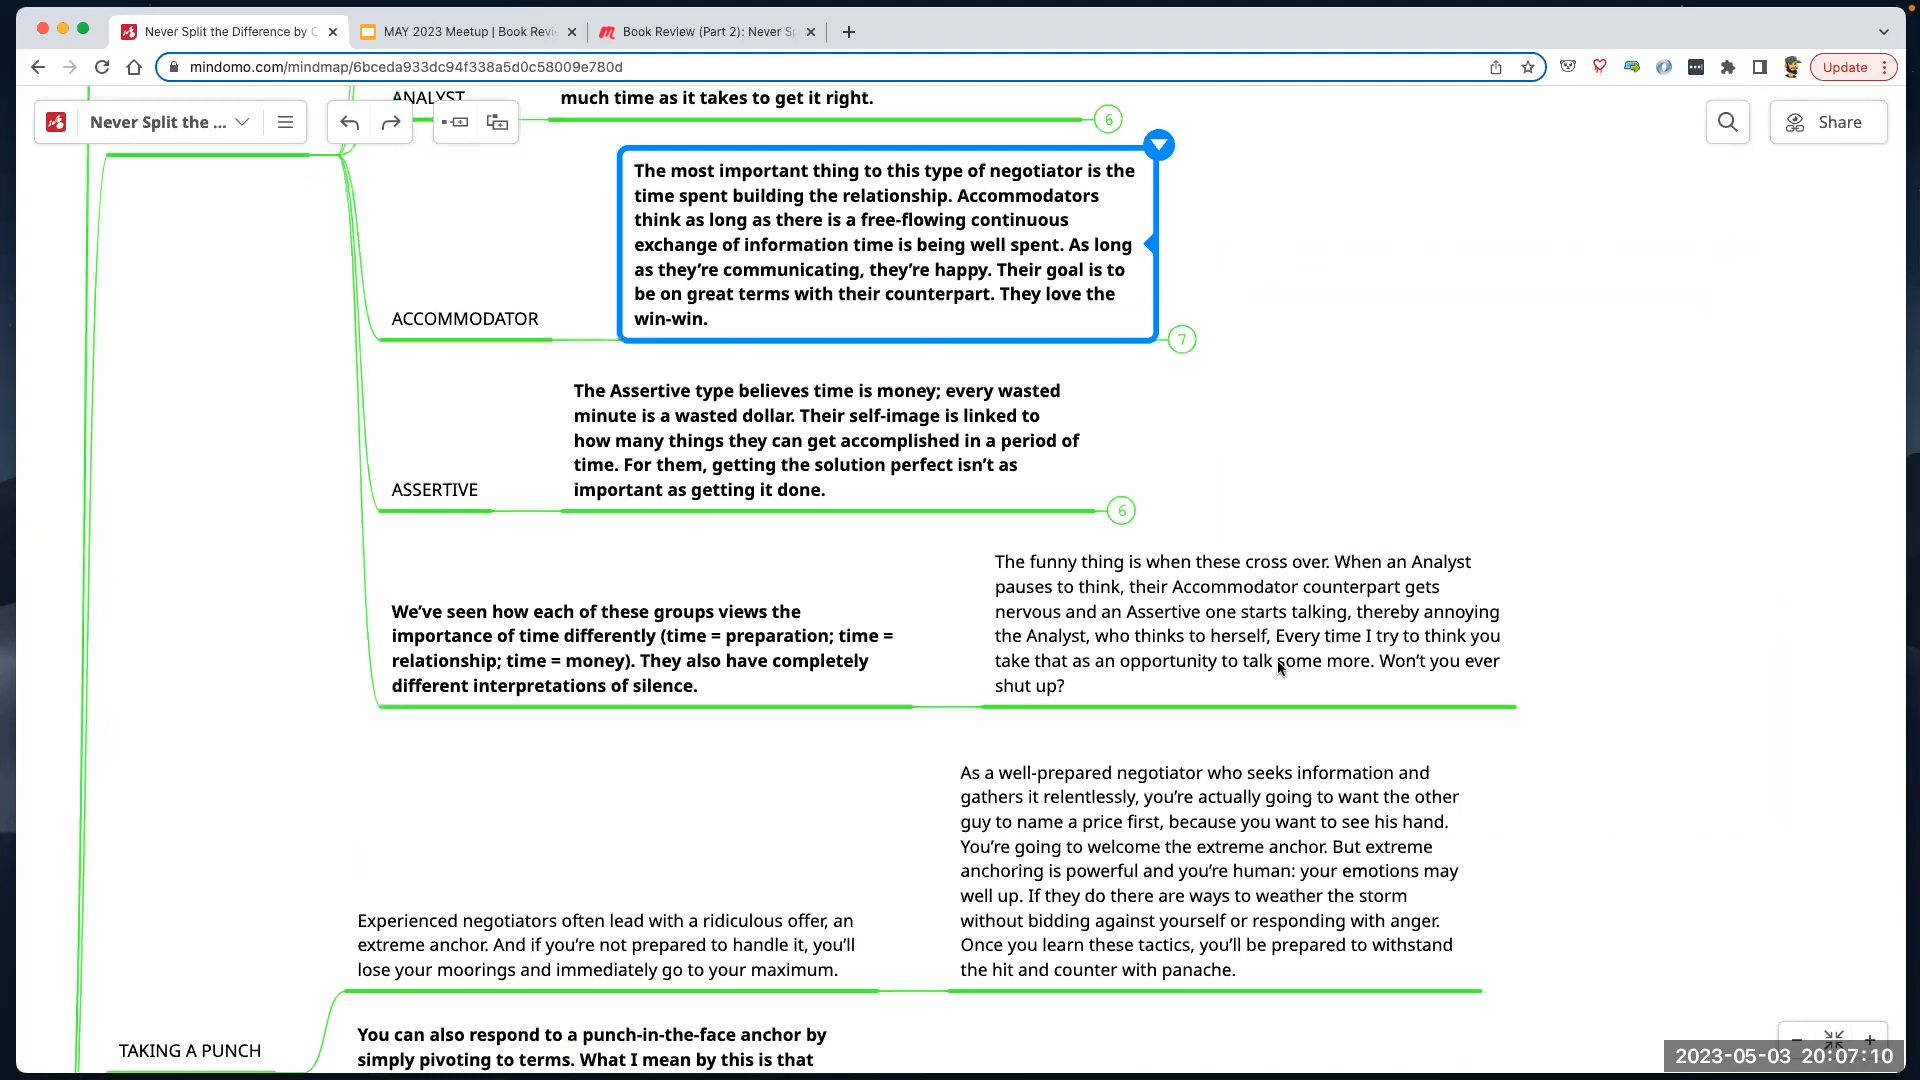 Never Split the Difference by C
MAY 2023 Meetup | Book Revi
Book Review (Part 2): Never Sp
mindomo.com/mindmap/6bceda933dc94f338a5d0c58009e780d
Update
Never Split the ...
Share
ANALYST
much time as it takes to get it right.
6
The most important thing to this type of negotiator is the
time spent building the relationship. Accommodators
think as long as there is a free-flowing continuous
exchange of information time is being well spent. As long
as they’re communicating, they’re happy. Their goal is to
be on great terms with their counterpart. They love the
win-win.
ACCOMMODATOR
7
The Assertive type believes time is money; every wasted
minute is a wasted dollar. Their self-image is linked to
how many things they can get accomplished in a period of
time. For them, getting the solution perfect isn’t as
important as getting it done.
ASSERTIVE
6
We’ve seen how each of these groups views the
importance of time differently (time = preparation; time =
relationship; time = money). They also have completely
different interpretations of silence.
The funny thing is when these cross over. When an Analyst
pauses to think, their Accommodator counterpart gets
nervous and an Assertive one starts talking, thereby annoying
the Analyst, who thinks to herself, Every time I try to think you
take that as an opportunity to talk some more. Won’t you ever
shut up?
As a well-prepared negotiator who seeks information and
gathers it relentlessly, you’re actually going to want the other
guy to name a price first, because you want to see his hand.
You’re going to welcome the extreme anchor. But extreme
anchoring is powerful and you’re human: your emotions may
well up. If they do there are ways to weather the storm
without bidding against yourself or responding with anger.
Once you learn these tactics, you’ll be prepared to withstand
the hit and counter with panache.
Experienced negotiators often lead with a ridiculous offer, an
extreme anchor. And if you’re not prepared to handle it, you’ll
lose your moorings and immediately go to your maximum.
TAKING A PUNCH
You can also respond to a punch-in-the-face anchor by
simply pivoting to terms. What I mean by this is that
2023-05-03 20:07:10